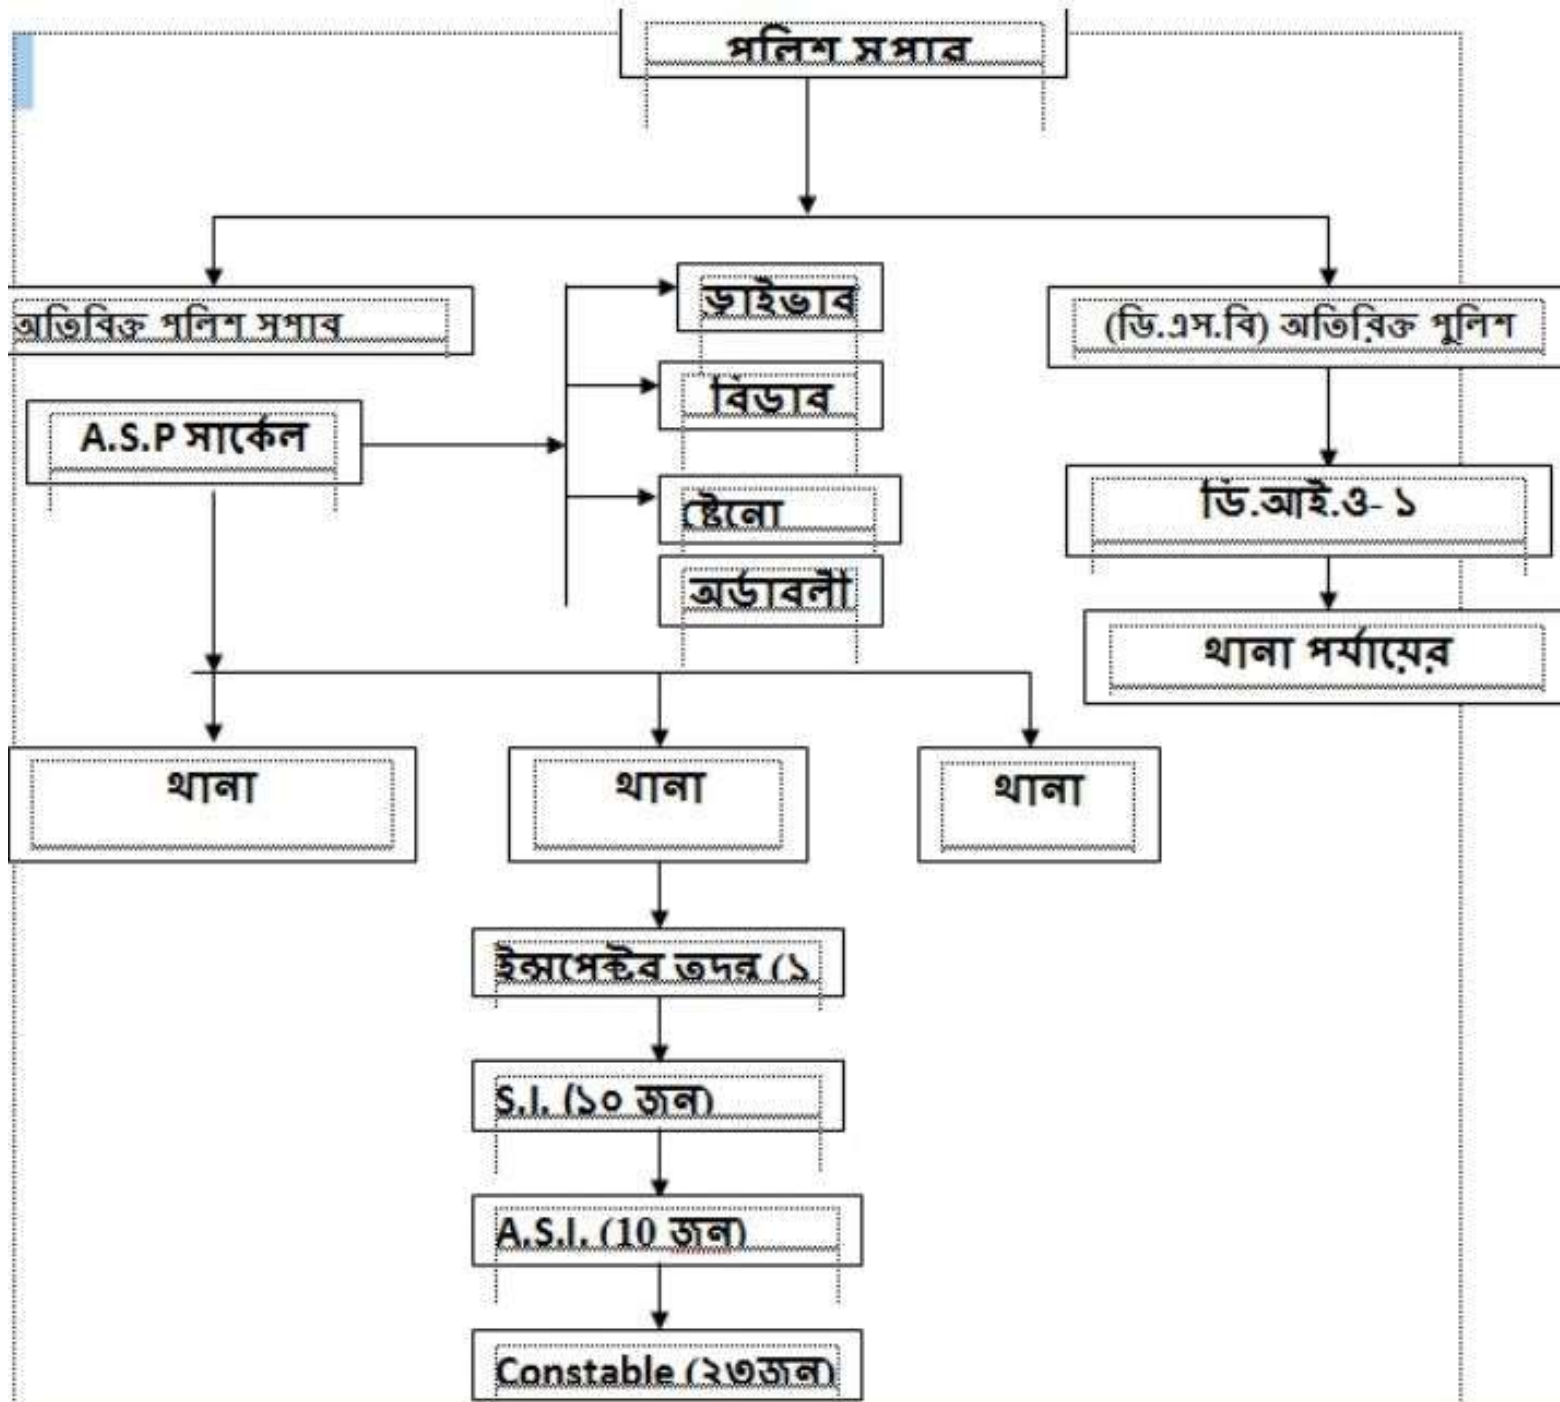 পুলিশ সুপার
অতিরিক্ত পুলিশ সুপার
(ডি.এস.বি) অতিরিক্ত পুলিশ
ড্রাইভার
রিডার
A.S.P সার্কেল
ষ্টেনো
ডি.আই.ও- ১
অর্ডারলী
থানা পর্যায়ের
থানা
থানা
থানা
ইন্সপেক্টর তদন্ত (১
S.I. (১০ জন)
A.S.I. (10 জন)
Constable (২৩জন)